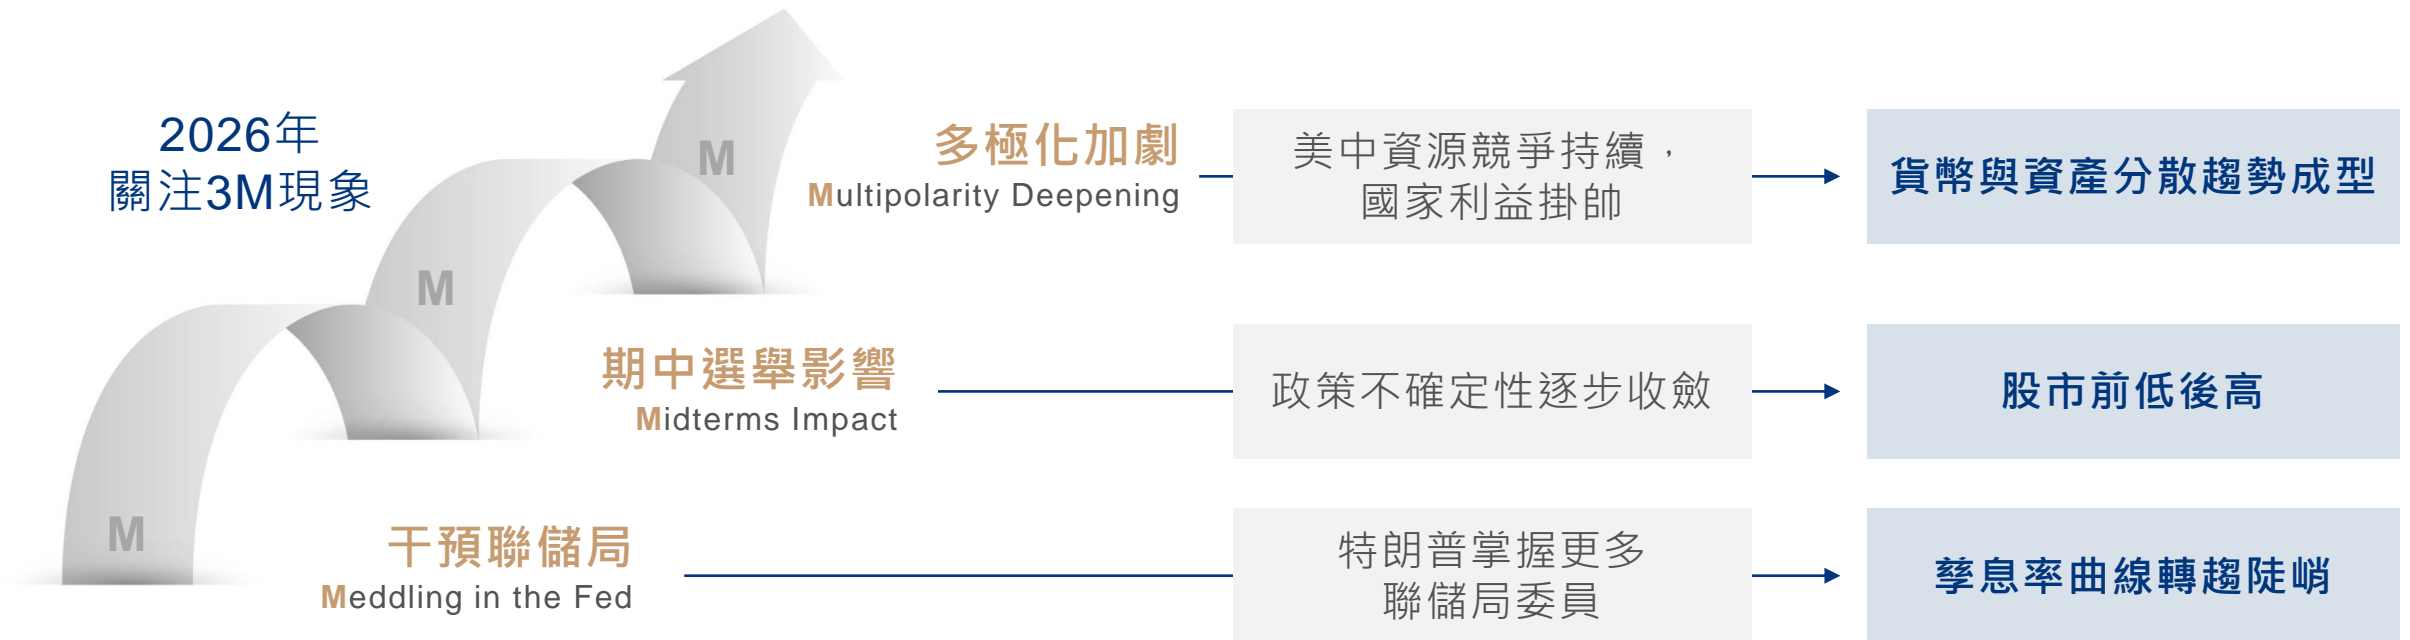 2026年
關注3M現象
M
多極化加劇
Multipolarity Deepening
美中資源競爭持續，
國家利益掛帥
貨幣與資產分散趨勢成型
M
期中選舉影響
Midterms Impact
政策不確定性逐步收斂
股市前低後高
M
干預聯儲局
Meddling in the Fed
特朗普掌握更多
聯儲局委員
孳息率曲線轉趨陡峭